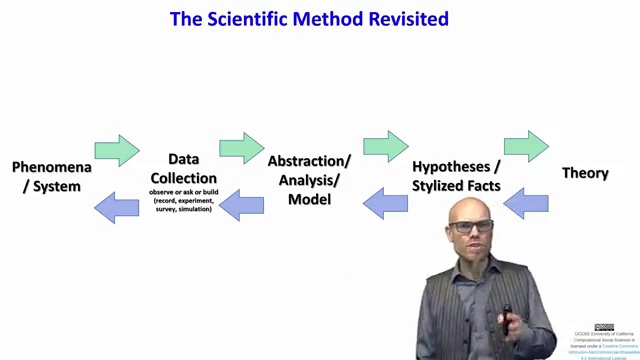 The Scientific Method Revisited
Phenomena
/ System
Data
Collection
observe or ask or build
(record, experiment,
survey, simulation)
Abstraction/
Analysis/
Model
Hypotheses /
Stylized Facts
Theory
UCCSS (University of California
Computational Social Science) is
licensed under a Creative Commons
Attribution-NonCommercial-ShareAlike
4.0 International License.